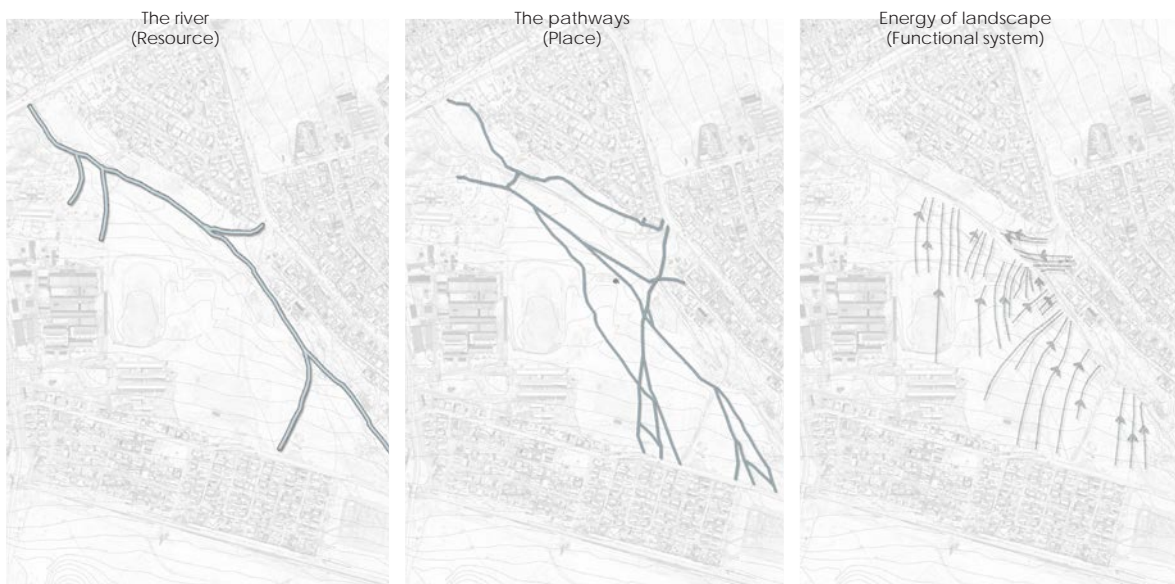 The river
(Resource)
The pathways
(Place)
Energy of landscape
(Functional system)